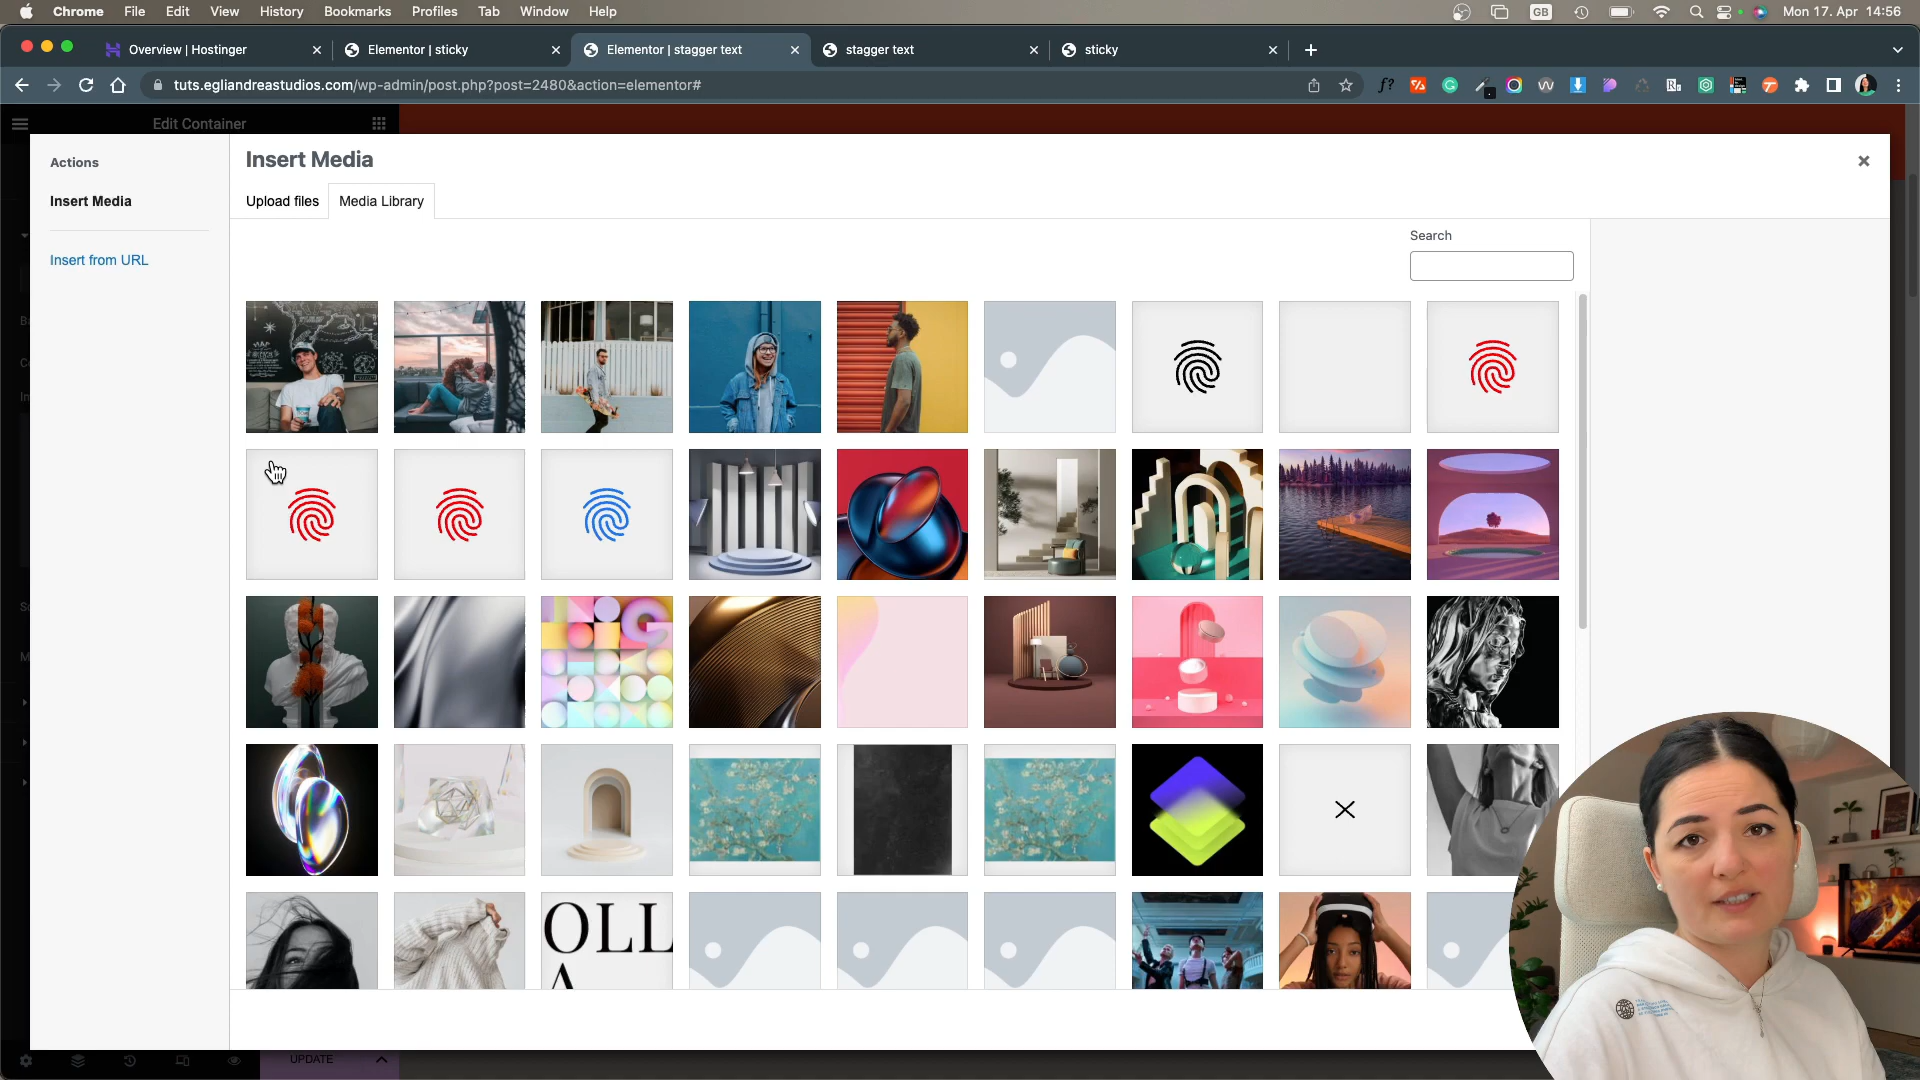 Chrome File Edit View History Bookmarks Profiles Tab Window Help GB Mon 17. Apr 14:56
Overview | Hostinger Elementor | sticky Elementor | stagger text stagger text sticky
tuts.egliandreastudios.com/wp-admin/post.php?post=2480&action=elementor#
Edit Container
Actions
Insert Media
Insert from URL
Insert Media
Upload files Media Library
Search
OLL
A
UPDATE